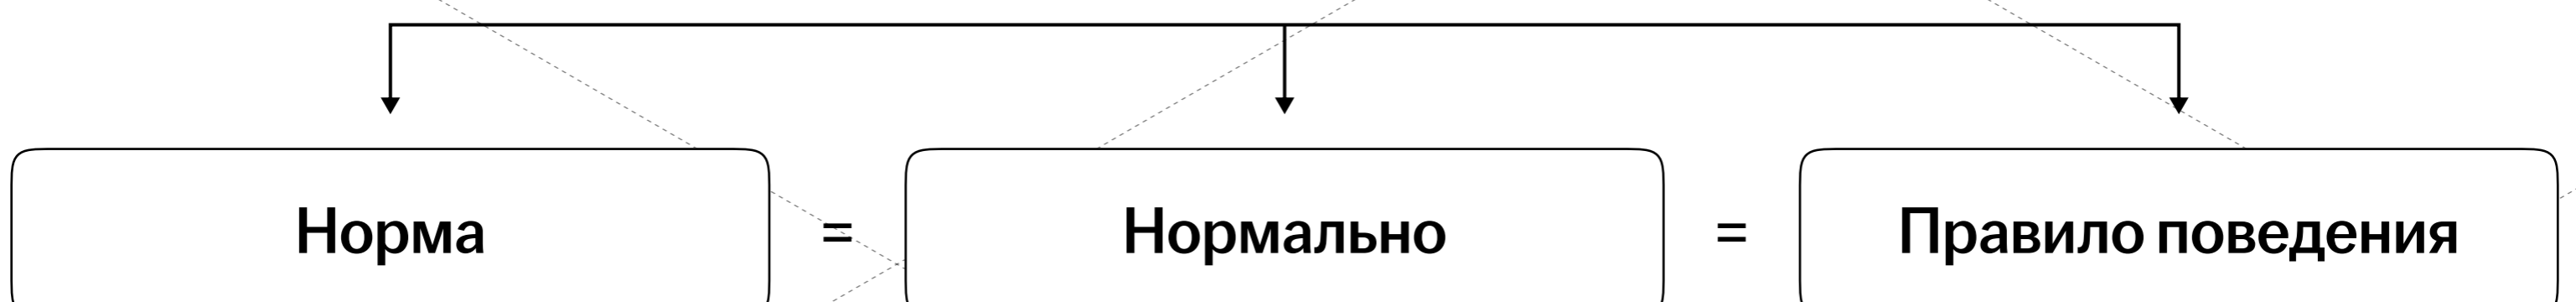 Норма = Нормально = Правило поведения